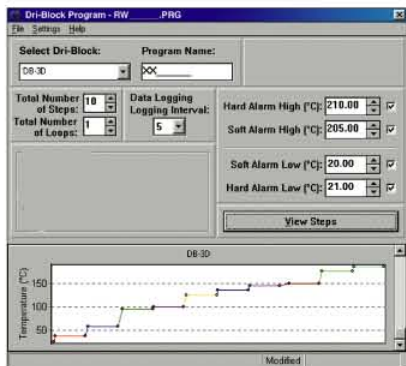 Dri-Block Program - RW_____.PRG
File Settings Help
Select Dri-Block: Program Name:
DB-3D XX_____
Total Number of Steps: 10
Total Number of Loops: 1
Data Logging
Logging Interval:
5
Hard Alarm High (°C): 210.00
Soft Alarm High (°C): 205.00
Soft Alarm Low (°C): 20.00
Hard Alarm Low (°C): 21.00
View Steps
DB-3D
Temperature (°C)
150
100
50
Modified